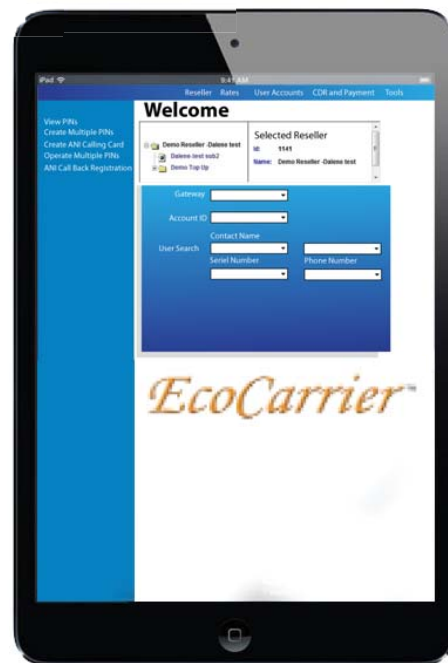 iPad 9:41 AM
Reseller Rates User Accounts CDR and Payment Tools
View PINs
Create Multiple PINs
Create ANI Calling Card
Operate Multiple PINs
ANI Call Back Registration
Welcome
Demo Reseller -Dalene test
Dalene test sub2
Demo Top Up
Selected Reseller
Id: 1141
Name: Demo Reseller -Dalene test
Gateway
Account ID
Contact Name
User Search
Seriel Number Phone Number
EcoCarrier™